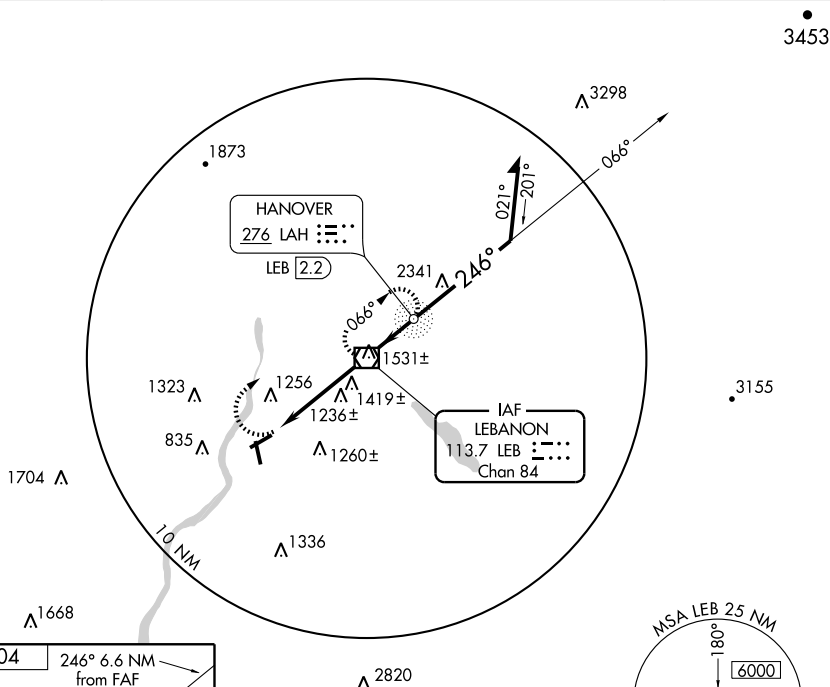 3453
3298
066°
1873
021°
201°
HANOVER
276 LAH
LEB 2.2
2341
246°
066°
1531±
1323
1256
1419±
1236±
3155
IAF
LEBANON
113.7 LEB
Chan 84
835
1260±
1704
10 NM
1336
1668
MSA LEB 25 NM
180°
6000
04
246° 6.6 NM
from FAF
2820